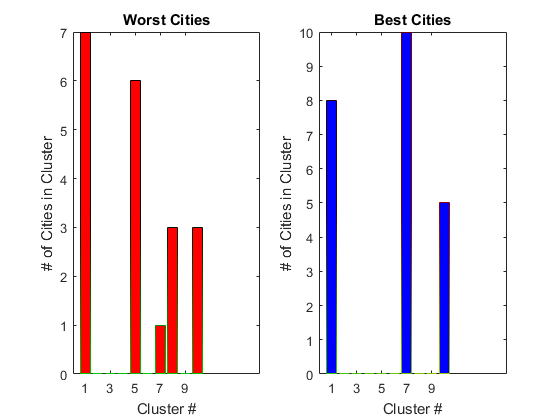 Worst Cities
# of Cities in Cluster
7
6
5
4
3
2
1
0
1 3 5 7 9
Cluster #
Best Cities
# of Cities in Cluster
10
9
8
7
6
5
4
3
2
1
0
1 3 5 7 9
Cluster #